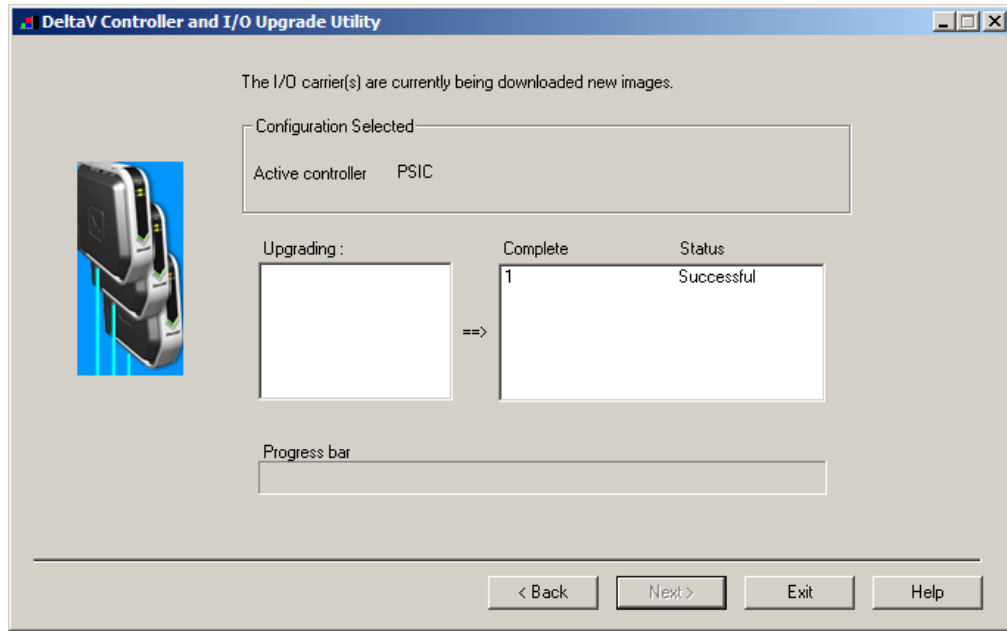 DeltaV Controller and I/O Upgrade Utility
The I/O carrier(s) are currently being downloaded new images.
Configuration Selected
Active controller PSIC
Upgrading : Complete Status
1 Successful
==>
Progress bar
< Back Next > Exit Help